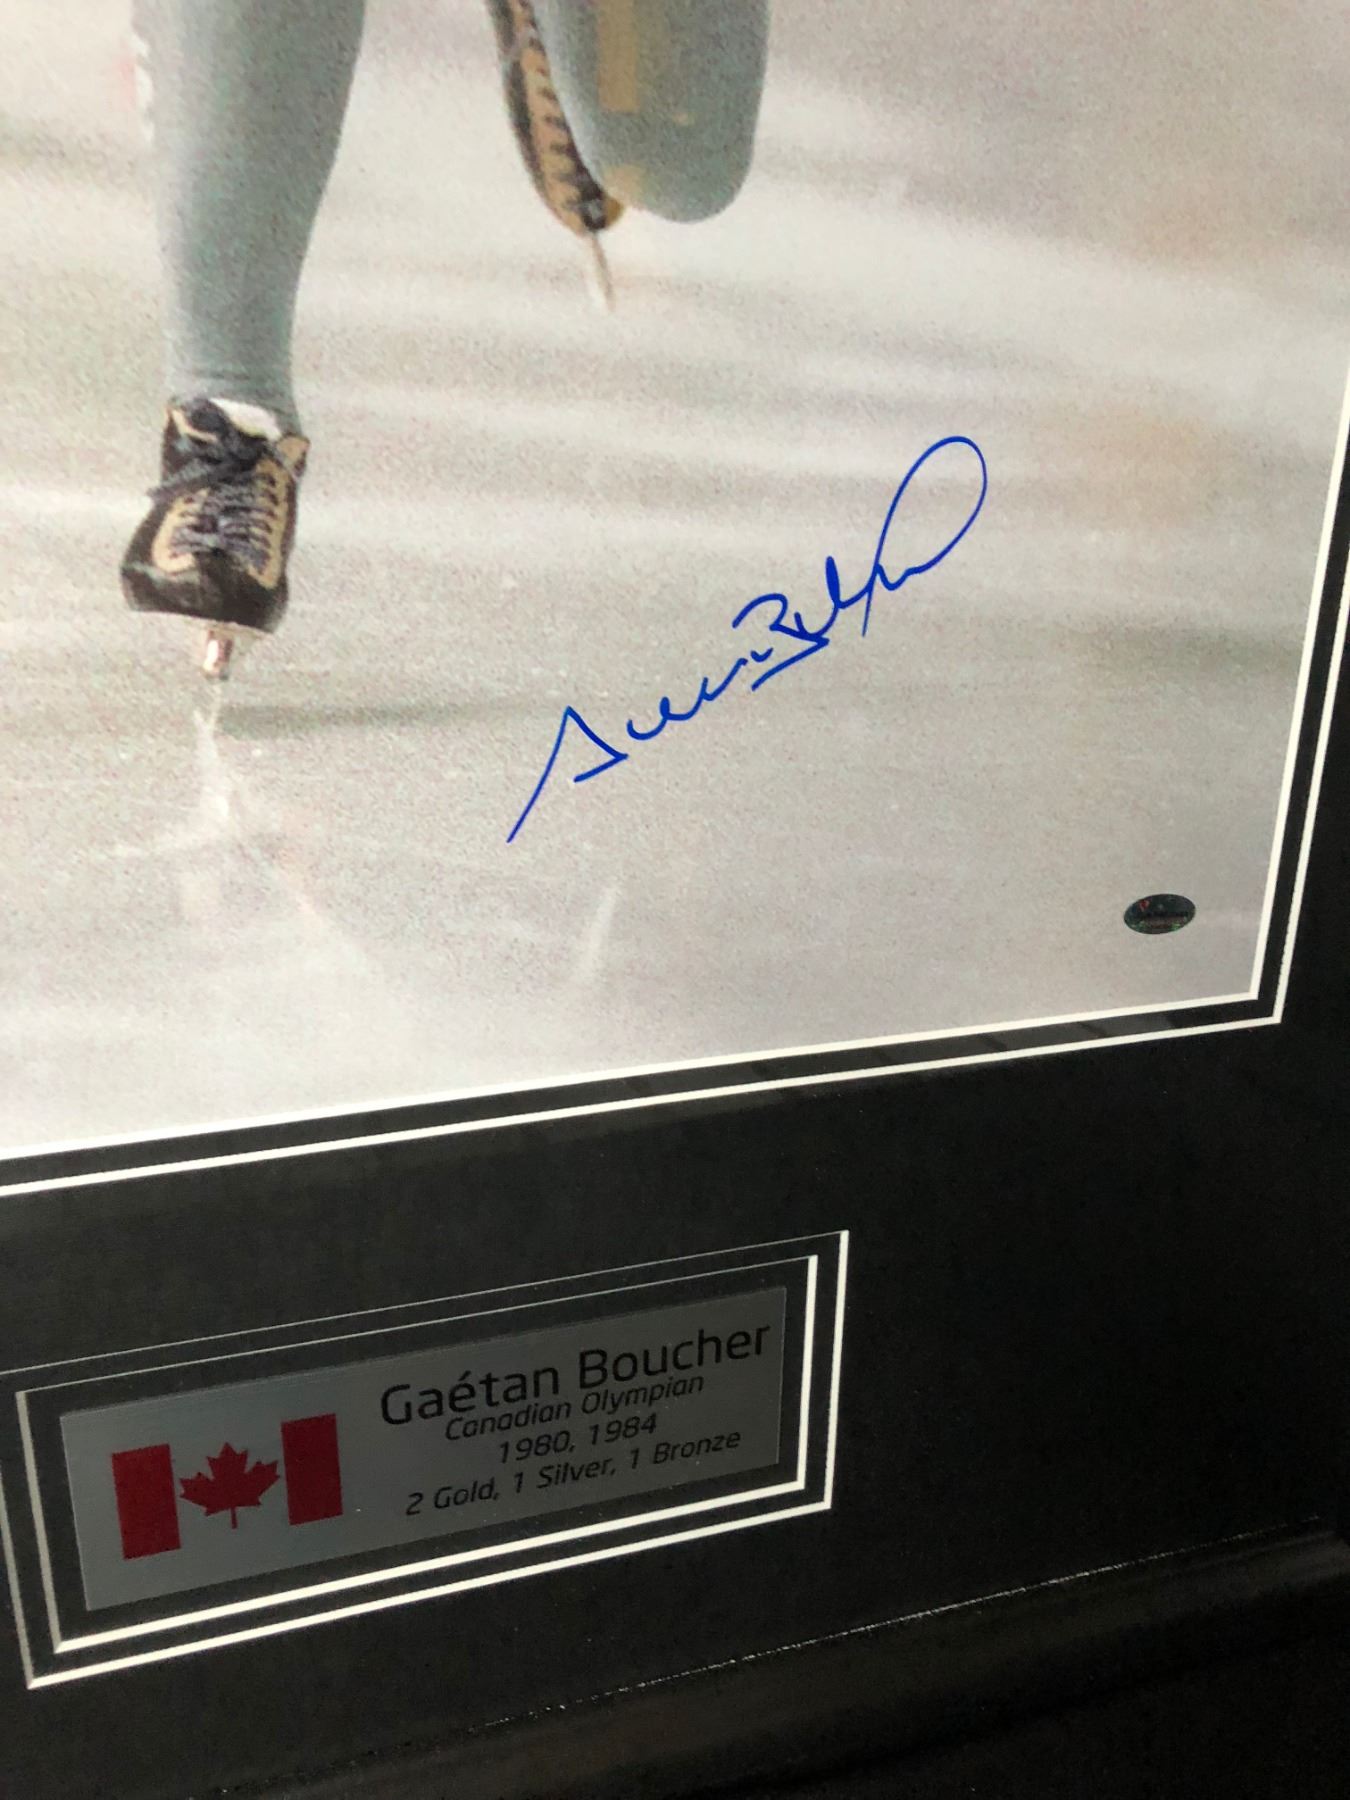 Gaétan Boucher
Canadian Olympian
1980, 1984
2 Gold, 1 Silver, 1 Bronze